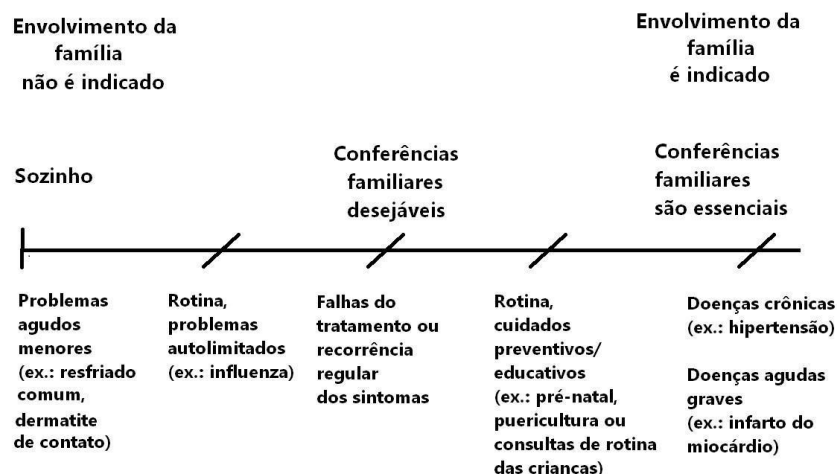 Envolvimento da
família
não é indicado
Envolvimento da
família
é indicado
Sozinho
Conferências
familiares
desejáveis
Conferências
familiares
são essenciais
Problemas
agudos
menores
(ex.: resfriado
comum,
dermatite
de contato)
Rotina,
problemas
autolimitados
(ex.: influenza)
Falhas do
tratamento ou
recorrência
regular
dos sintomas
Rotina,
cuidados
preventivos/
educativos
(ex.: pré-natal,
puericultura ou
consultas de rotina
das crianças)
Doenças crônicas
(ex.: hipertensão)
Doenças agudas
graves
(ex.: infarto do
miocárdio)